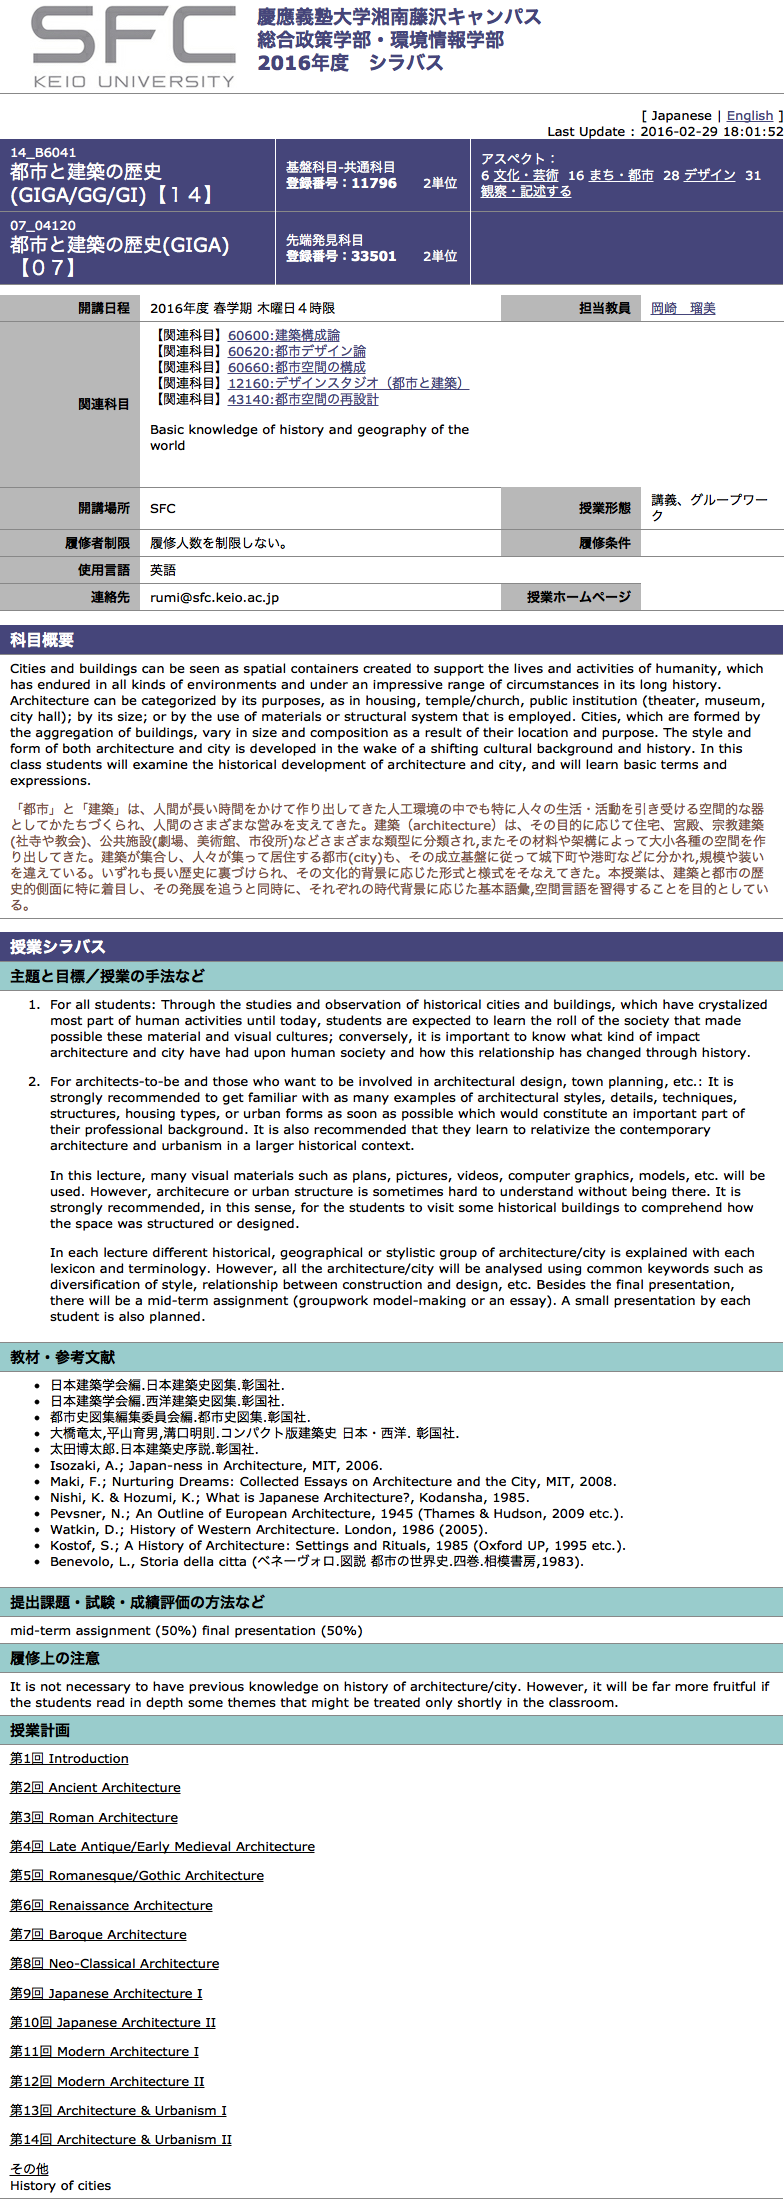 SFC
KEIO UNIVERSITY
慶應義塾大学湘南藤沢キャンパス
総合政策学部・環境情報学部
2016年度　シラバス
[ Japanese | English ]
Last Update : 2016-02-29 18:01:52
14_B6041
都市と建築の歴史
(GIGA/GG/GI)【１４】
基盤科目-共通科目
登録番号：11796 2単位
アスペクト：
6 文化・芸術 16 まち・都市 28 デザイン 31
観察・記述する
07_04120
都市と建築の歴史(GIGA)
【０７】
先端発見科目
登録番号：33501 2単位
開講日程 2016年度 春学期 木曜日４時限 担当教員 岡崎　瑠美
関連科目
【関連科目】60600:建築構成論
【関連科目】60620:都市デザイン論
【関連科目】60660:都市空間の構成
【関連科目】12160:デザインスタジオ（都市と建築）
【関連科目】43140:都市空間の再設計
Basic knowledge of history and geography of the
world
開講場所 SFC 授業形態 講義、グループワー
ク
履修者制限 履修人数を制限しない。 履修条件
使用言語 英語
連絡先 rumi@sfc.keio.ac.jp 授業ホームページ
科目概要
Cities and buildings can be seen as spatial containers created to support the lives and activities of humanity, which
has endured in all kinds of environments and under an impressive range of circumstances in its long history.
Architecture can be categorized by its purposes, as in housing, temple/church, public institution (theater, museum,
city hall); by its size; or by the use of materials or structural system that is employed. Cities, which are formed by
the aggregation of buildings, vary in size and composition as a result of their location and purpose. The style and
form of both architecture and city is developed in the wake of a shifting cultural background and history. In this
class students will examine the historical development of architecture and city, and will learn basic terms and
expressions.
「都市」と「建築」は、人間が長い時間をかけて作り出してきた人工環境の中でも特に人々の生活・活動を引き受ける空間的な器
としてかたちづくられ、人間のさまざまな営みを支えてきた。建築（architecture）は、その目的に応じて住宅、宮殿、宗教建築
(社寺や教会)、公共施設(劇場、美術館、市役所)などさまざまな類型に分類され,またその材料や架構によって大小各種の空間を作
り出してきた。建築が集合し、人々が集って居住する都市(city)も、その成立基盤に従って城下町や港町などに分かれ,規模や装い
を違えている。いずれも長い歴史に裏づけられ、その文化的背景に応じた形式と様式をそなえてきた。本授業は、建築と都市の歴
史的側面に特に着目し、その発展を追うと同時に、それぞれの時代背景に応じた基本語彙,空間言語を習得することを目的としてい
る。
授業シラバス
主題と目標／授業の手法など
1. For all students: Through the studies and observation of historical cities and buildings, which have crystalized
most part of human activities until today, students are expected to learn the roll of the society that made
possible these material and visual cultures; conversely, it is important to know what kind of impact
architecture and city have had upon human society and how this relationship has changed through history.
2. For architects-to-be and those who want to be involved in architectural design, town planning, etc.: It is
strongly recommended to get familiar with as many examples of architectural styles, details, techniques,
structures, housing types, or urban forms as soon as possible which would constitute an important part of
their professional background. It is also recommended that they learn to relativize the contemporary
architecture and urbanism in a larger historical context.
In this lecture, many visual materials such as plans, pictures, videos, computer graphics, models, etc. will be
used. However, architecure or urban structure is sometimes hard to understand without being there. It is
strongly recommended, in this sense, for the students to visit some historical buildings to comprehend how
the space was structured or designed.
In each lecture different historical, geographical or stylistic group of architecture/city is explained with each
lexicon and terminology. However, all the architecture/city will be analysed using common keywords such as
diversification of style, relationship between construction and design, etc. Besides the final presentation,
there will be a mid-term assignment (groupwork model-making or an essay). A small presentation by each
student is also planned.
教材・参考文献
• 日本建築学会編.日本建築史図集.彰国社.
• 日本建築学会編.西洋建築史図集.彰国社.
• 都市史図集編集委員会編.都市史図集.彰国社.
• 大橋竜太,平山育男,溝口明則.コンパクト版建築史 日本・西洋. 彰国社.
• 太田博太郎.日本建築史序説.彰国社.
• Isozaki, A.; Japan-ness in Architecture, MIT, 2006.
• Maki, F.; Nurturing Dreams: Collected Essays on Architecture and the City, MIT, 2008.
• Nishi, K. & Hozumi, K.; What is Japanese Architecture?, Kodansha, 1985.
• Pevsner, N.; An Outline of European Architecture, 1945 (Thames & Hudson, 2009 etc.).
• Watkin, D.; History of Western Architecture. London, 1986 (2005).
• Kostof, S.; A History of Architecture: Settings and Rituals, 1985 (Oxford UP, 1995 etc.).
• Benevolo, L., Storia della citta (ベネーヴォロ.図説 都市の世界史.四巻.相模書房,1983).
提出課題・試験・成績評価の方法など
mid-term assignment (50%) final presentation (50%)
履修上の注意
It is not necessary to have previous knowledge on history of architecture/city. However, it will be far more fruitful if
the students read in depth some themes that might be treated only shortly in the classroom.
授業計画
第1回 Introduction
第2回 Ancient Architecture
第3回 Roman Architecture
第4回 Late Antique/Early Medieval Architecture
第5回 Romanesque/Gothic Architecture
第6回 Renaissance Architecture
第7回 Baroque Architecture
第8回 Neo-Classical Architecture
第9回 Japanese Architecture I
第10回 Japanese Architecture II
第11回 Modern Architecture I
第12回 Modern Architecture II
第13回 Architecture & Urbanism I
第14回 Architecture & Urbanism II
その他
History of cities